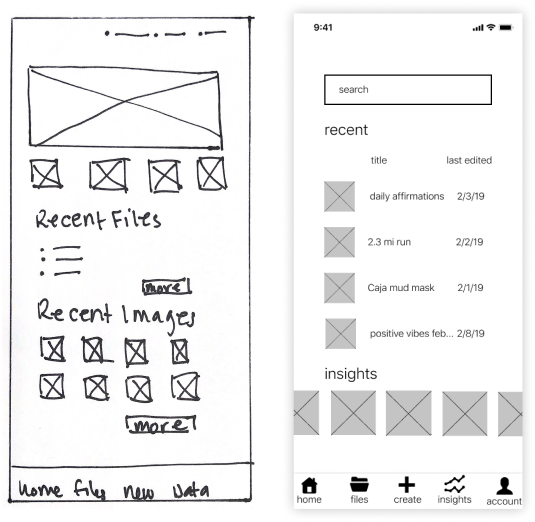 Recent Files
more
Recent Images
more
home files new Data
9:41
search
recent
title last edited
daily affirmations 2/3/19
2.3 mi run 2/2/19
Caja mud mask 2/1/19
positive vibes feb... 2/8/19
insights
home files create insights account